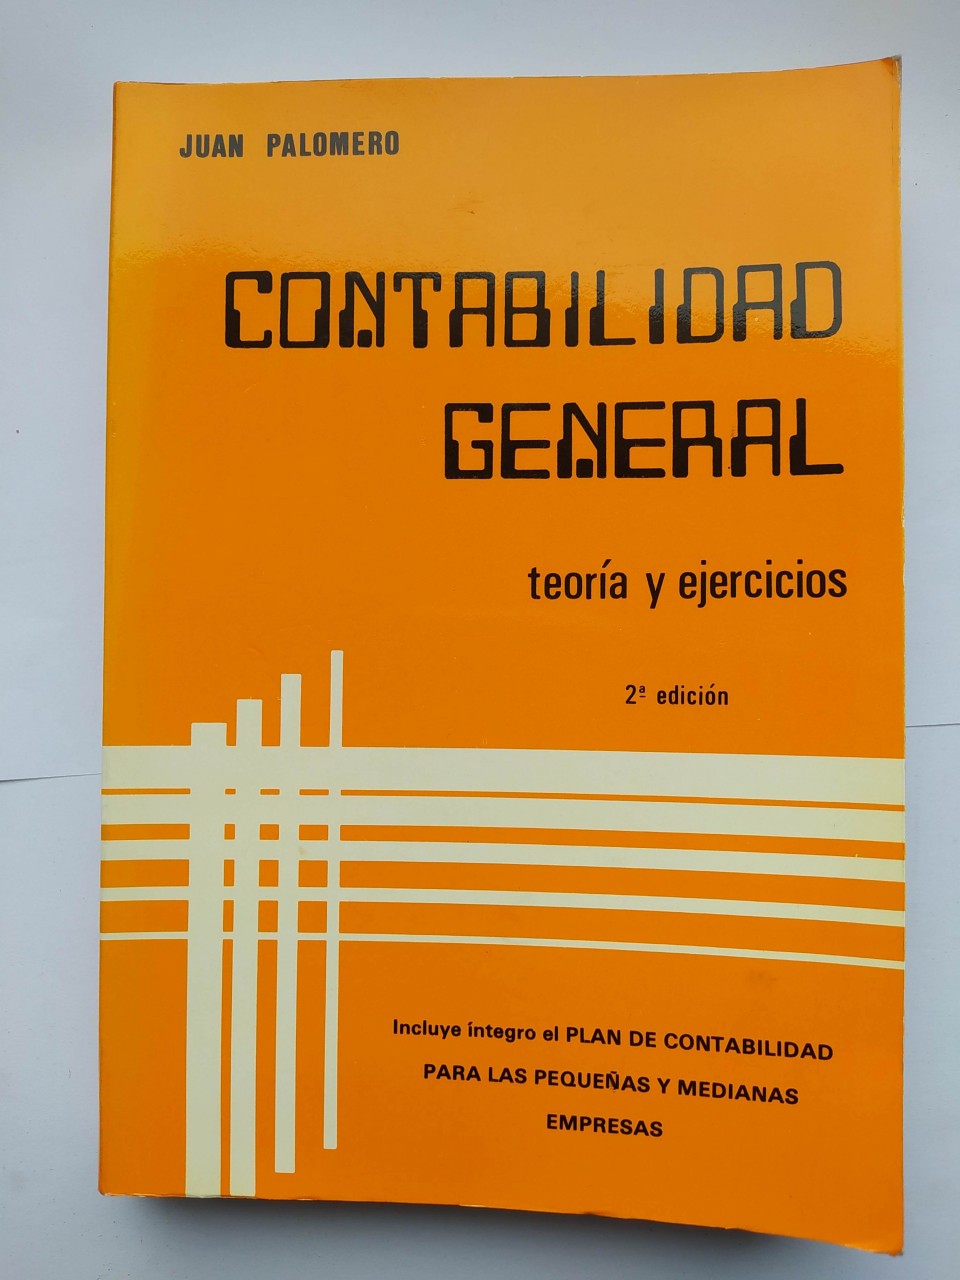 JUAN PALOMERO
CONTABILIDAD
GENERAL
teoría y ejercicios
2ª edición
Incluye íntegro el PLAN DE CONTABILIDAD
PARA LAS PEQUEÑAS Y MEDIANAS
EMPRESAS